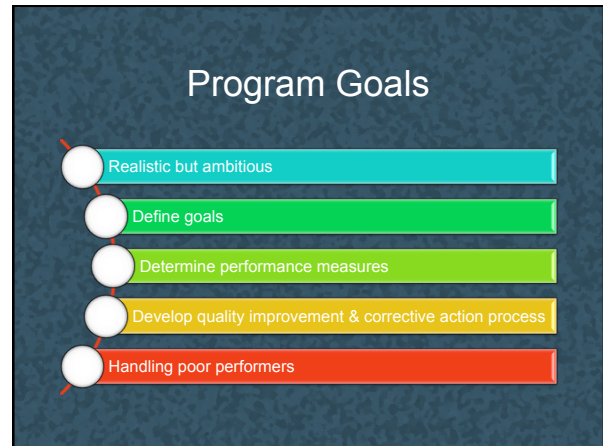 Program Goals
Realistic but ambitious
Define goals
Determine performance measures
Develop quality improvement & corrective action process
Handling poor performers